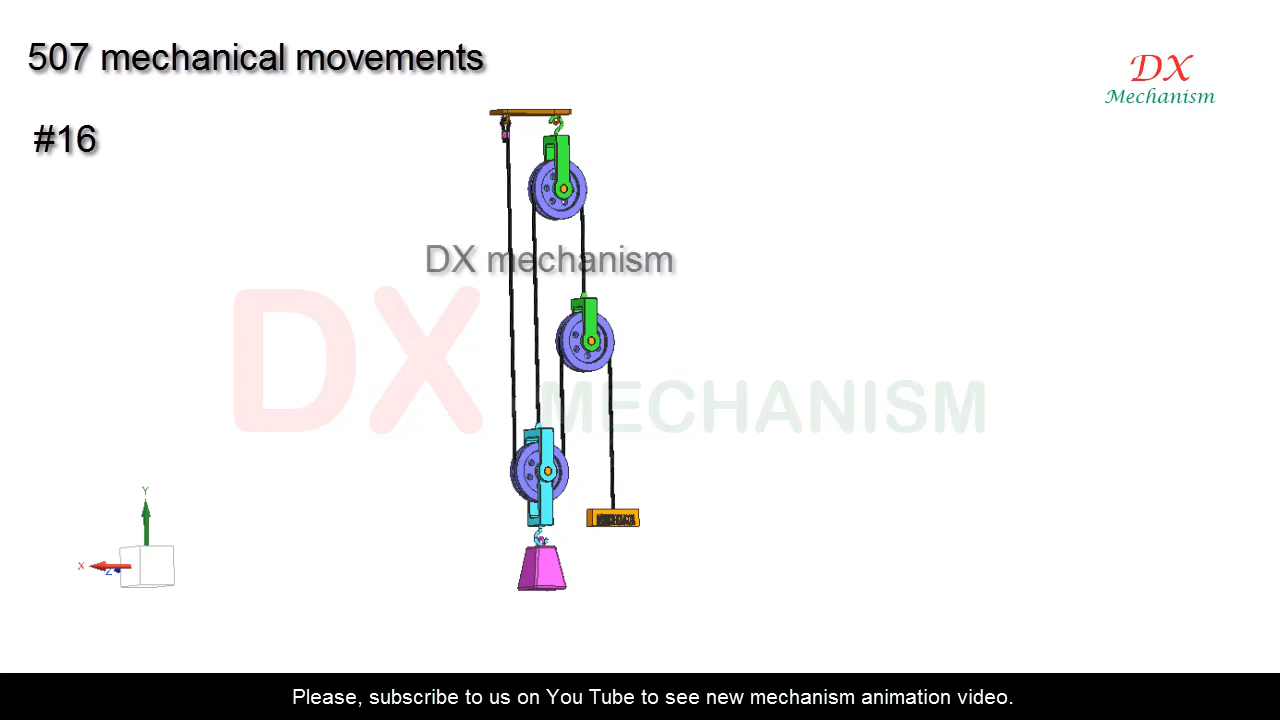 507 mechanical movements
DX
Mechanism
#16
DX mechanism
DX MECHANISM
Y
X
Z
Please, subscribe to us on You Tube to see new mechanism animation video.